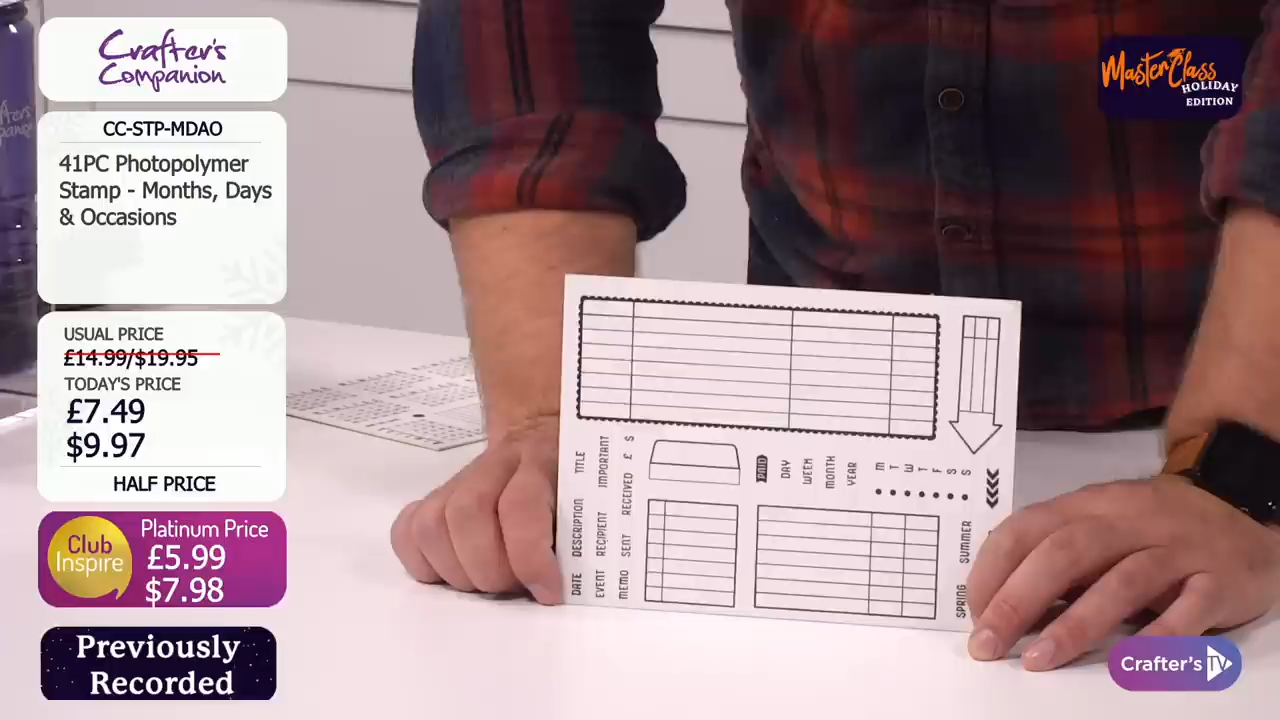 Crafter's
Companion
CC-STP-MDAO
41PC Photopolymer
Stamp - Months, Days
& Occasions
USUAL PRICE
£14.99/$19.95
TODAY'S PRICE
£7.49
$9.97
HALF PRICE
Club
Inspire
Platinum Price
£5.99
$7.98
Previously
Recorded
MasterClass
HOLIDAY
EDITION
DATE DESCRIPTION TITLE
EVENT RECIPIENT IMPORTANT
MEMO SENT RECEIVED £ $
PAID
DAY
WEEK
MONTH
YEAR
M T W T F S S
SPRING SUMMER
Crafter's TV